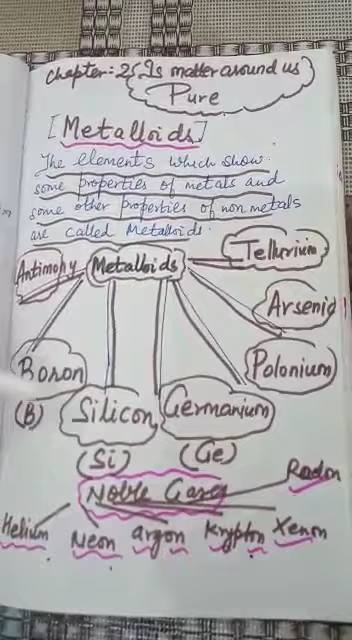 Chapter: 2 Is matter around us
Pure
[Metalloids]
The elements which show
some properties of metals and
some other properties of non metals
are called Metalloids.
Tellurium
Antimony
Metalloids
Arsenic
Polonium
Boron
(B)
Silicon
(Si)
Germanium
(Ge)
Noble Gases
Radon
Helium
Neon
argon
Krypton
Xenon